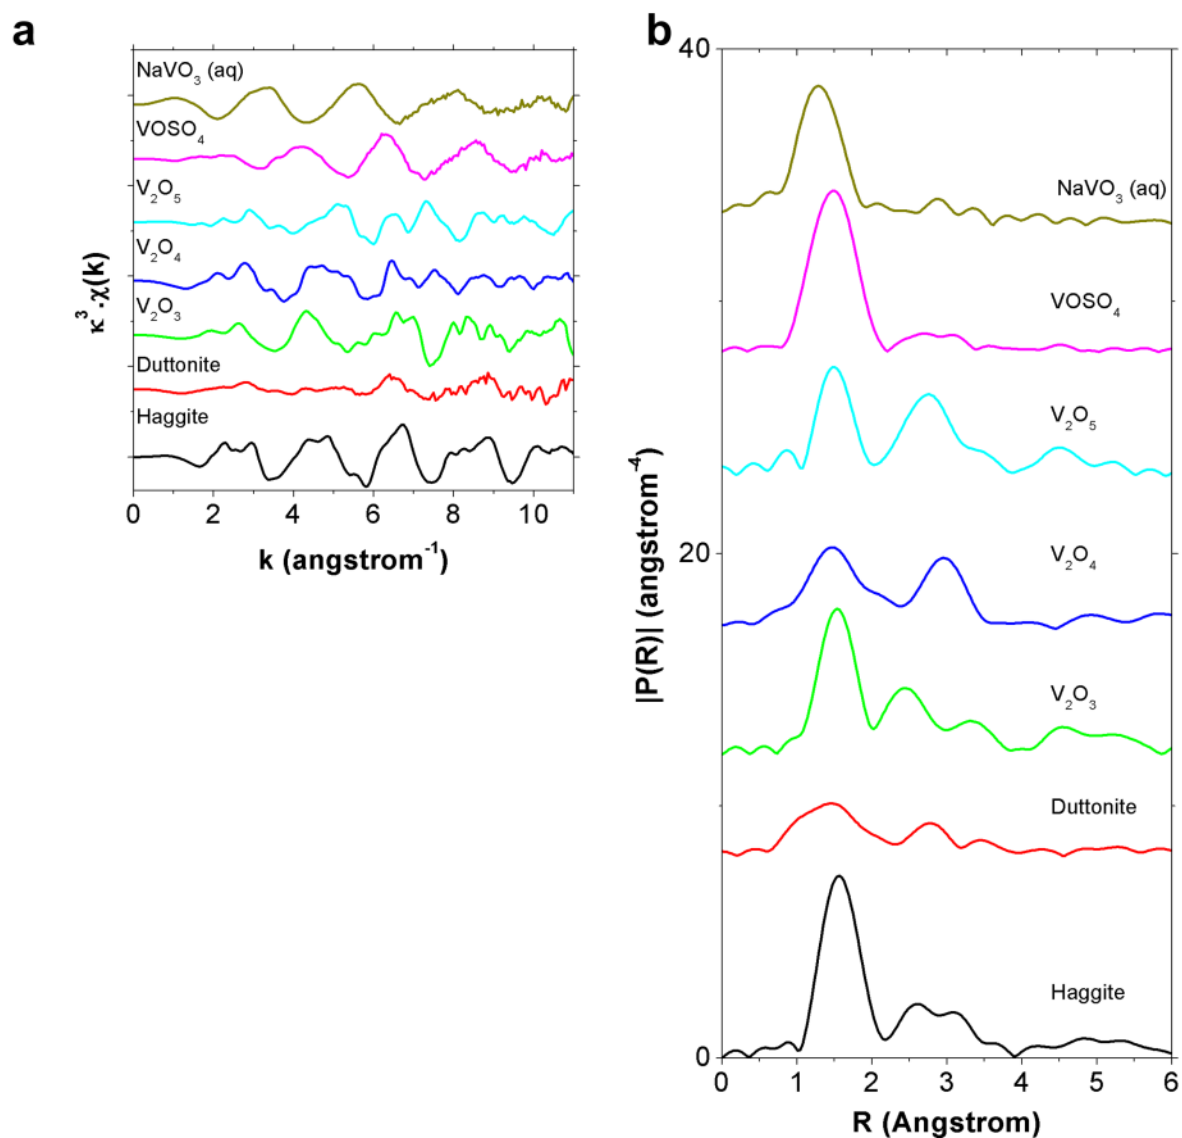 a
NaVO₃ (aq)
VOSO₄
V₂O₅
V₂O₄
V₂O₃
Duttonite
Haggite
κ³.χ(k)
0 2 4 6 8 10
k (angstrom⁻¹)
b
40
20
0
|P(R)| (angstrom⁻⁴)
NaVO₃ (aq)
VOSO₄
V₂O₅
V₂O₄
V₂O₃
Duttonite
Haggite
0 1 2 3 4 5 6
R (Angstrom)